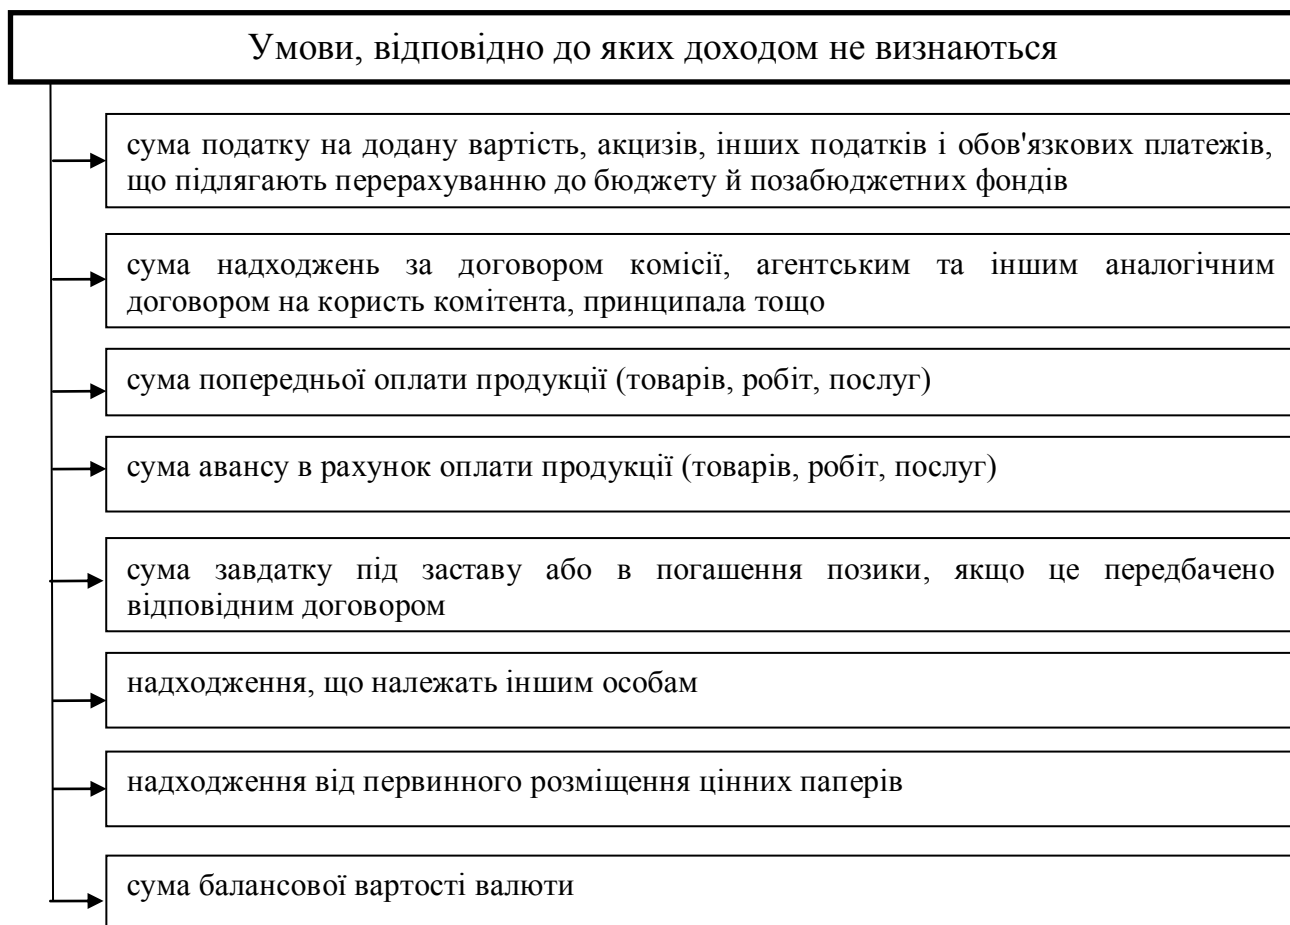 Умови, відповідно до яких доходом не визнаються
сума податку на додану вартість, акцизів, інших податків і обов'язкових платежів,
що підлягають перерахуванню до бюджету й позабюджетних фондів
сума надходжень за договором комісії, агентським та іншим аналогічним
договором на користь комітента, принципала тощо
сума попередньої оплати продукції (товарів, робіт, послуг)
сума авансу в рахунок оплати продукції (товарів, робіт, послуг)
сума завдатку під заставу або в погашення позики, якщо це передбачено
відповідним договором
надходження, що належать іншим особам
надходження від первинного розміщення цінних паперів
сума балансової вартості валюти